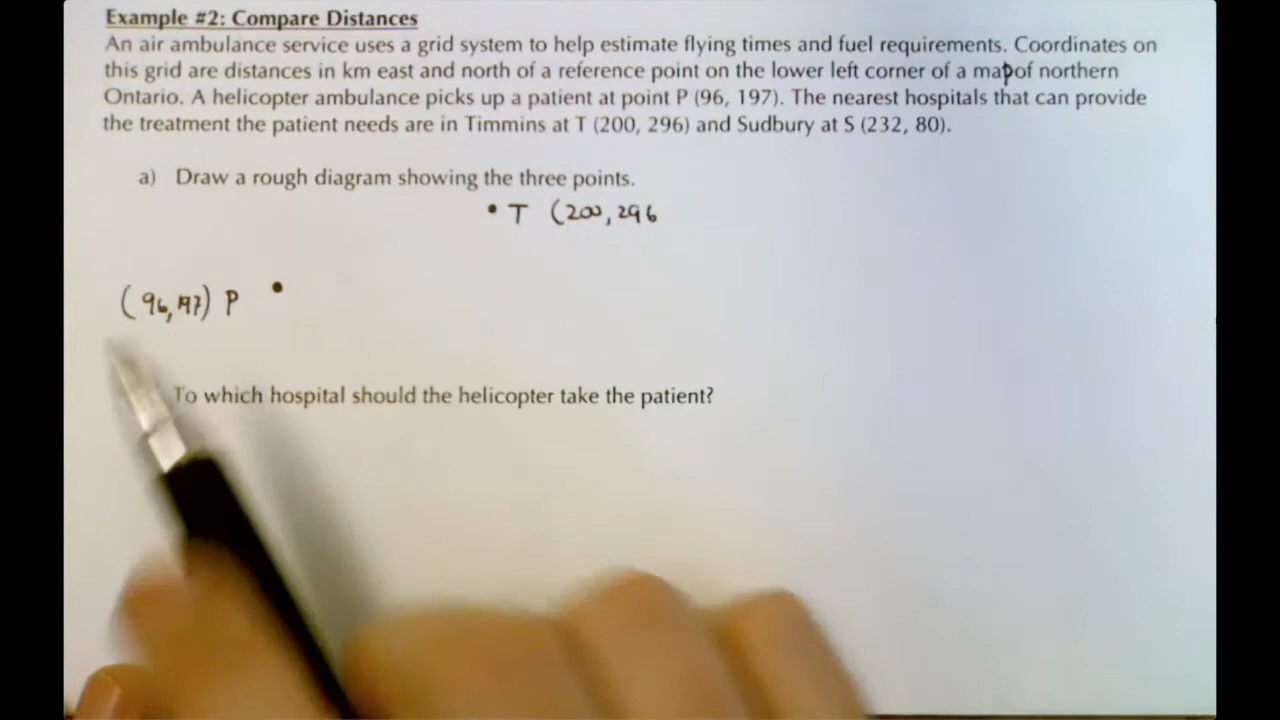 Example #2: Compare Distances
An air ambulance service uses a grid system to help estimate flying times and fuel requirements. Coordinates on
this grid are distances in km east and north of a reference point on the lower left corner of a map of northern
Ontario. A helicopter ambulance picks up a patient at point P (96, 197). The nearest hospitals that can provide
the treatment the patient needs are in Timmins at T (200, 296) and Sudbury at S (232, 80).
a) Draw a rough diagram showing the three points.
• T (200, 296
(96, 197) P •
To which hospital should the helicopter take the patient?